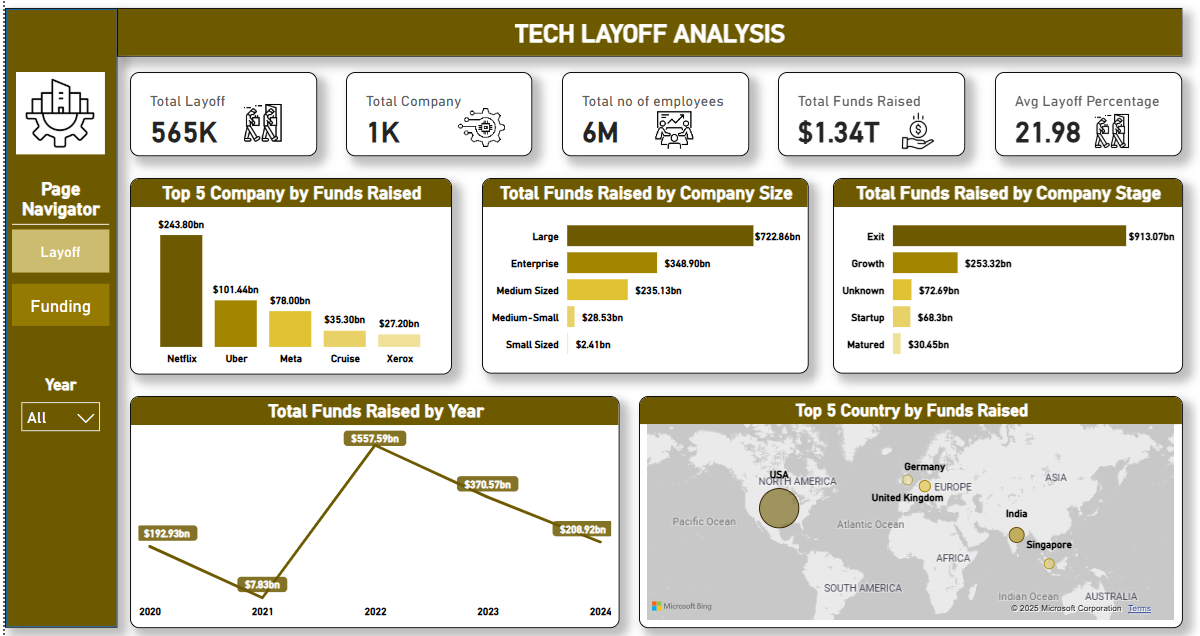 TECH LAYOFF ANALYSIS
Total Layoff
565K
Total Company
1K
Total no of employees
6M
Total Funds Raised
$1.34T
Avg Layoff Percentage
21.98
Page
Navigator
Layoff
Funding
Year
All
Top 5 Company by Funds Raised
$243.80bn
$101.44bn
$78.00bn
$35.30bn
$27.20bn
Netflix
Uber
Meta
Cruise
Xerox
Total Funds Raised by Company Size
Large
$722.86bn
Enterprise
$348.90bn
Medium Sized
$235.13bn
Medium-Small
$28.53bn
Small Sized
$2.41bn
Total Funds Raised by Company Stage
Exit
$913.07bn
Growth
$253.32bn
Unknown
$72.69bn
Startup
$68.3bn
Matured
$30.45bn
Total Funds Raised by Year
$557.59bn
$370.57bn
$192.93bn
$208.92bn
$7.83bn
2020
2021
2022
2023
2024
Top 5 Country by Funds Raised
USA
NORTH AMERICA
Germany
EUROPE
ASIA
United Kingdom
India
Pacific Ocean
Atlantic Ocean
Singapore
AFRICA
SOUTH AMERICA
Indian Ocean
AUSTRALIA
Microsoft Bing
© 2025 Microsoft Corporation
Terms